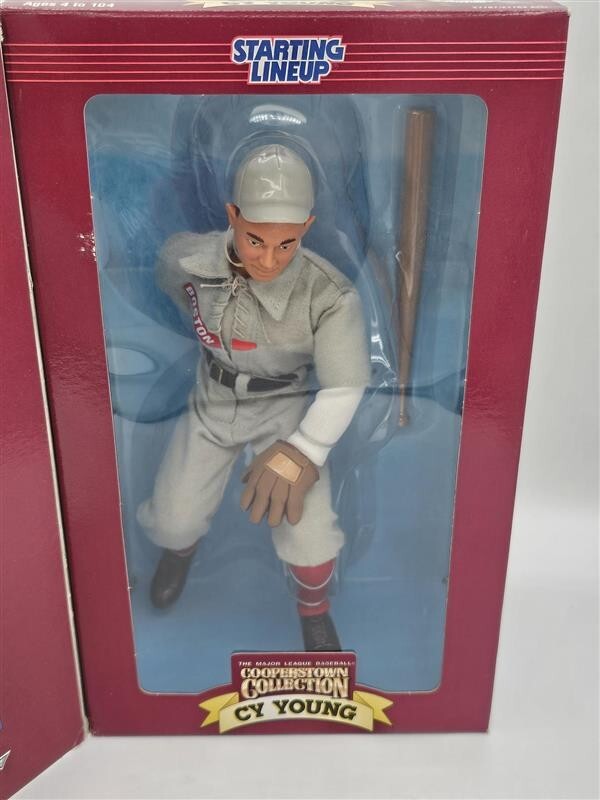 Ages 4 to 104
STARTING
LINEUP
BOSTON
THE MAJOR LEAGUE BASEBALL®
COOPERSTOWN
COLLECTION
CY YOUNG